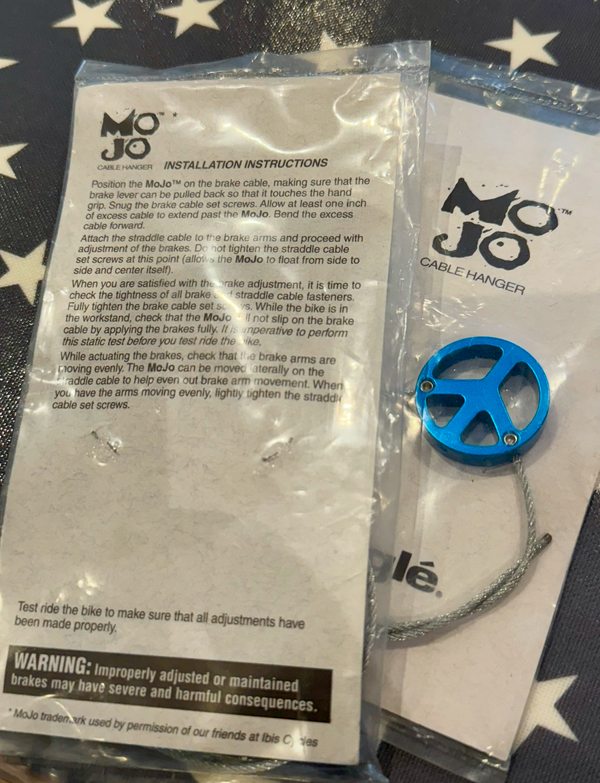 MO™ *
JO
CABLE HANGER INSTALLATION INSTRUCTIONS
Position the MoJo™ on the brake cable, making sure that the
brake lever can be pulled back so that it touches the hand
grip. Snug the brake cable set screws. Allow at least one inch
of excess cable to extend past the MoJo. Bend the excess
cable forward.
Attach the straddle cable to the brake arms and proceed with
adjustment of the brakes. Do not tighten the straddle cable
set screws at this point (allows the MoJo to float from side to
side and center itself).
When you are satisfied with the brake adjustment, it is time to
check the tightness of all brake and straddle cable fasteners.
Fully tighten the brake cable set screws. While the bike is in
the workstand, check that the MoJo will not slip on the brake
cable by applying the brakes fully. It is imperative to perform
this static test before you test ride the bike.
While actuating the brakes, check that the brake arms are
moving evenly. The MoJo can be moved laterally on the
straddle cable to help even out brake arm movement. When
you have the arms moving evenly, lightly tighten the straddle
cable set screws.
Test ride the bike to make sure that all adjustments have
been made properly.
WARNING: Improperly adjusted or maintained
brakes may have severe and harmful consequences.
* MoJo trademark used by permission of our friends at Ibis Cycles
MO™
JO
CABLE HANGER
glé.